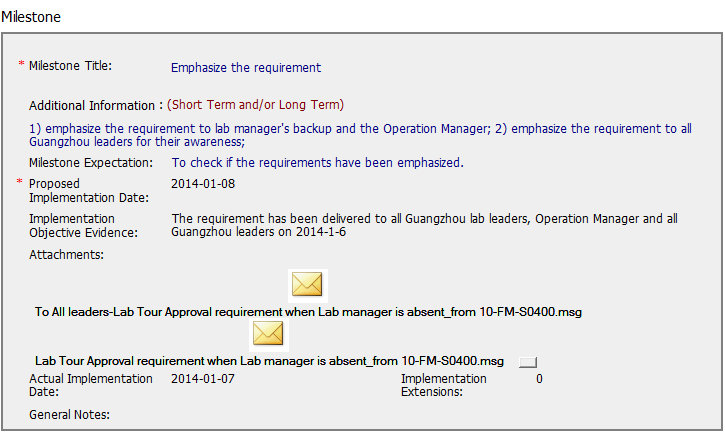 Milestone
* Milestone Title: Emphasize the requirement
Additional Information : (Short Term and/or Long Term)
1) emphasize the requirement to lab manager's backup and the Operation Manager; 2) emphasize the requirement to all
Guangzhou leaders for their awareness;
Milestone Expectation: To check if the requirements have been emphasized.
* Proposed 2014-01-08
Implementation Date:
Implementation The requirement has been delivered to all Guangzhou lab leaders, Operation Manager and all
Objective Evidence: Guangzhou leaders on 2014-1-6
Attachments:
To All leaders-Lab Tour Approval requirement when Lab manager is absent_from 10-FM-S0400.msg
Lab Tour Approval requirement when Lab manager is absent_from 10-FM-S0400.msg
Actual Implementation 2014-01-07 Implementation 0
Date: Extensions:
General Notes: